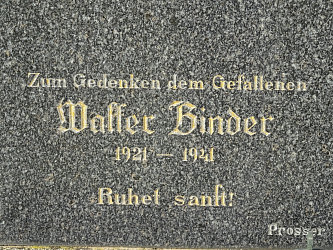 Zum Gedenken dem Gefallenen
Walter Binder
1921 – 1941
Ruhet sanft!
Prosser